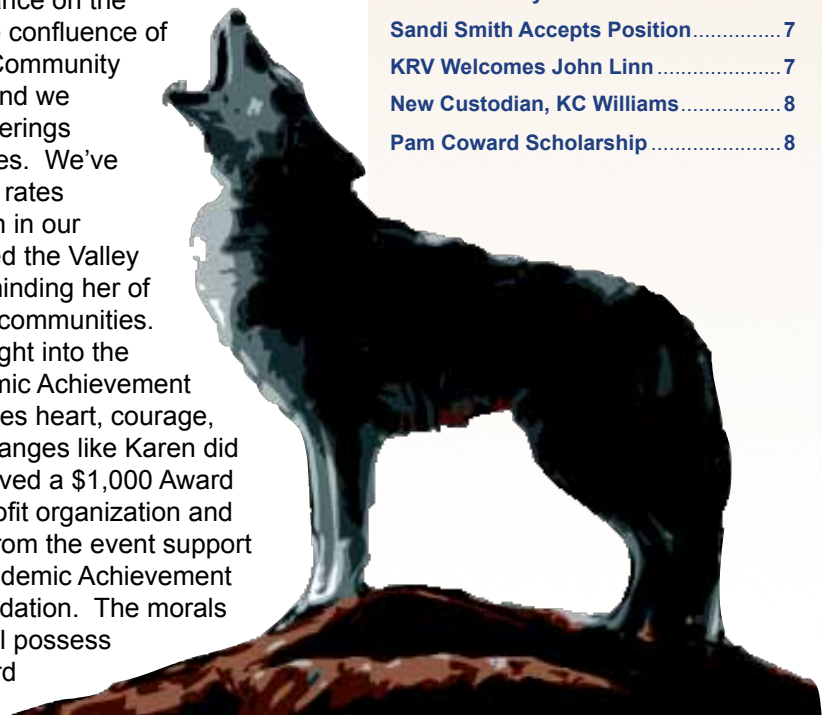 confluence of
Community
nd we
erings
es. We've
rates
n in our
ed the Valley
minding her of
communities.
ght into the
mic Achievement
es heart, courage,
anges like Karen did
ved a $1,000 Award
ofit organization and
rom the event support
demic Achievement
dation. The morals
l possess
rd
Sandi Smith Accepts Position...............7
KRV Welcomes John Linn...................7
New Custodian, KC Williams.................8
Pam Coward Scholarship......................8